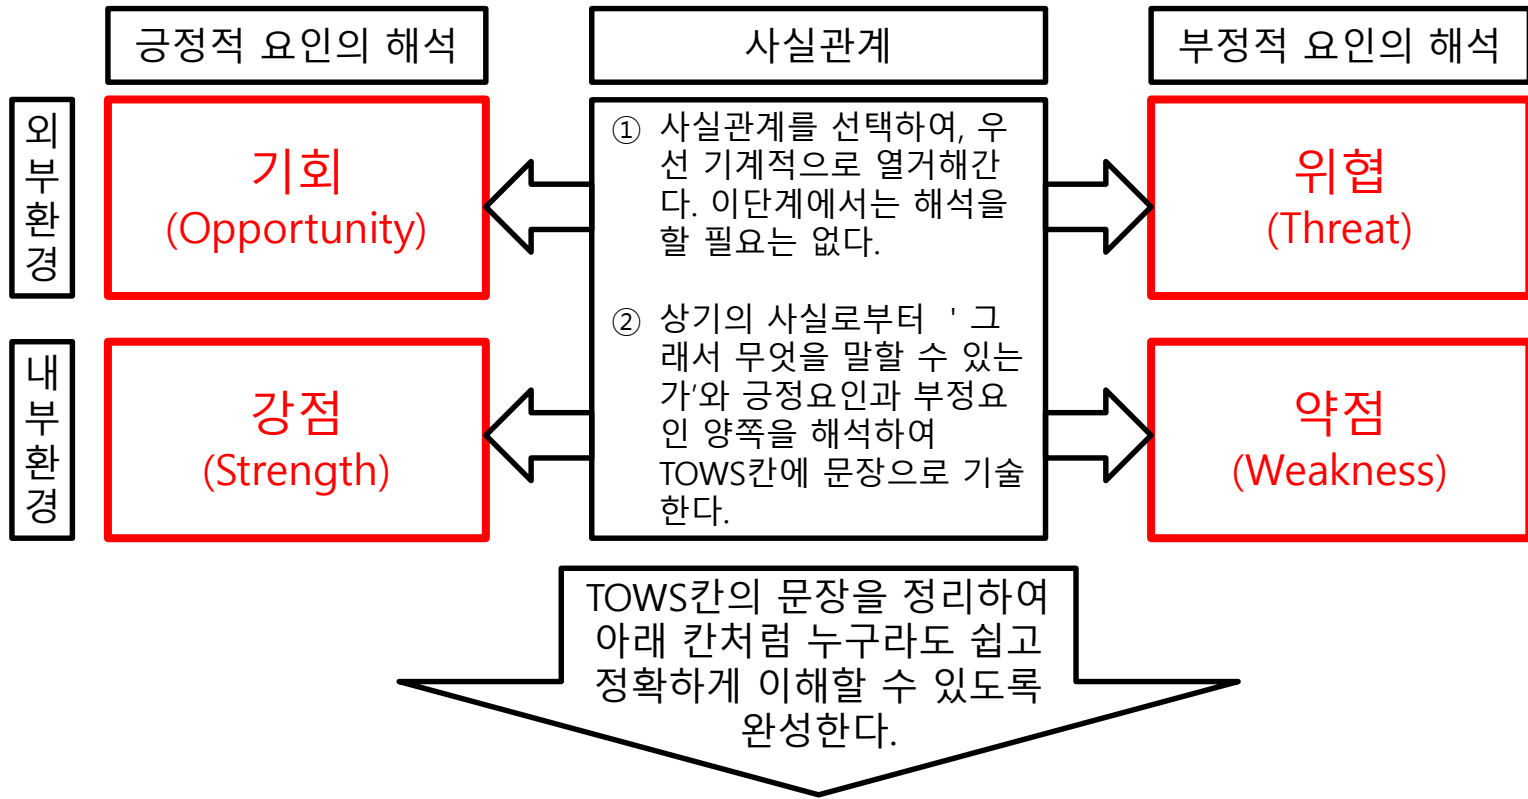 긍정적 요인의 해석
사실관계
부정적 요인의 해석
외
부
환
경
기회
(Opportunity)
① 사실관계를 선택하여, 우
선 기계적으로 열거해간
다. 이단계에서는 해석을
할 필요는 없다.
위협
(Threat)
내
부
환
경
강점
(Strength)
② 상기의 사실로부터 ' 그
래서 무엇을 말할 수 있는
가'와 긍정요인과 부정요
인 양쪽을 해석하여
TOWS칸에 문장으로 기술
한다.
약점
(Weakness)
TOWS칸의 문장을 정리하여
아래 칸처럼 누구라도 쉽고
정확하게 이해할 수 있도록
완성한다.